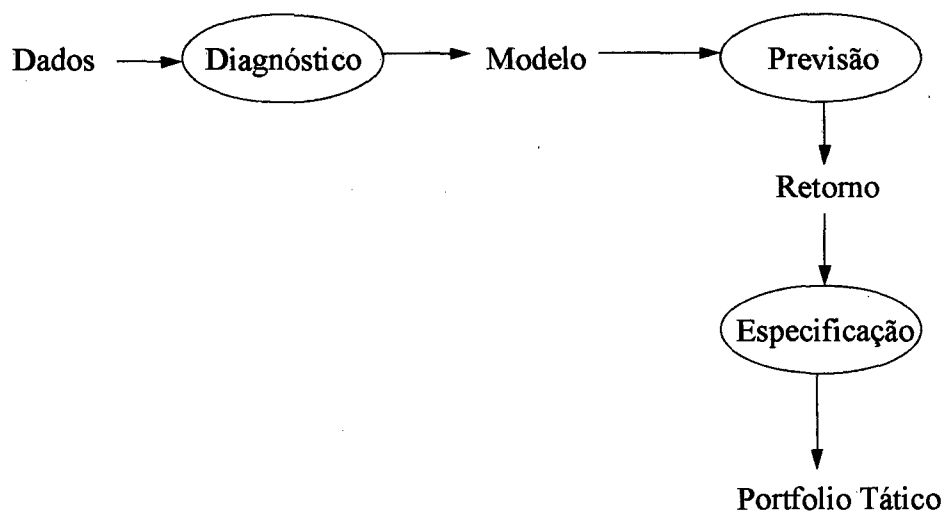 Dados
Diagnóstico
Modelo
Previsão
Retorno
Especificação
Portfolio Tático